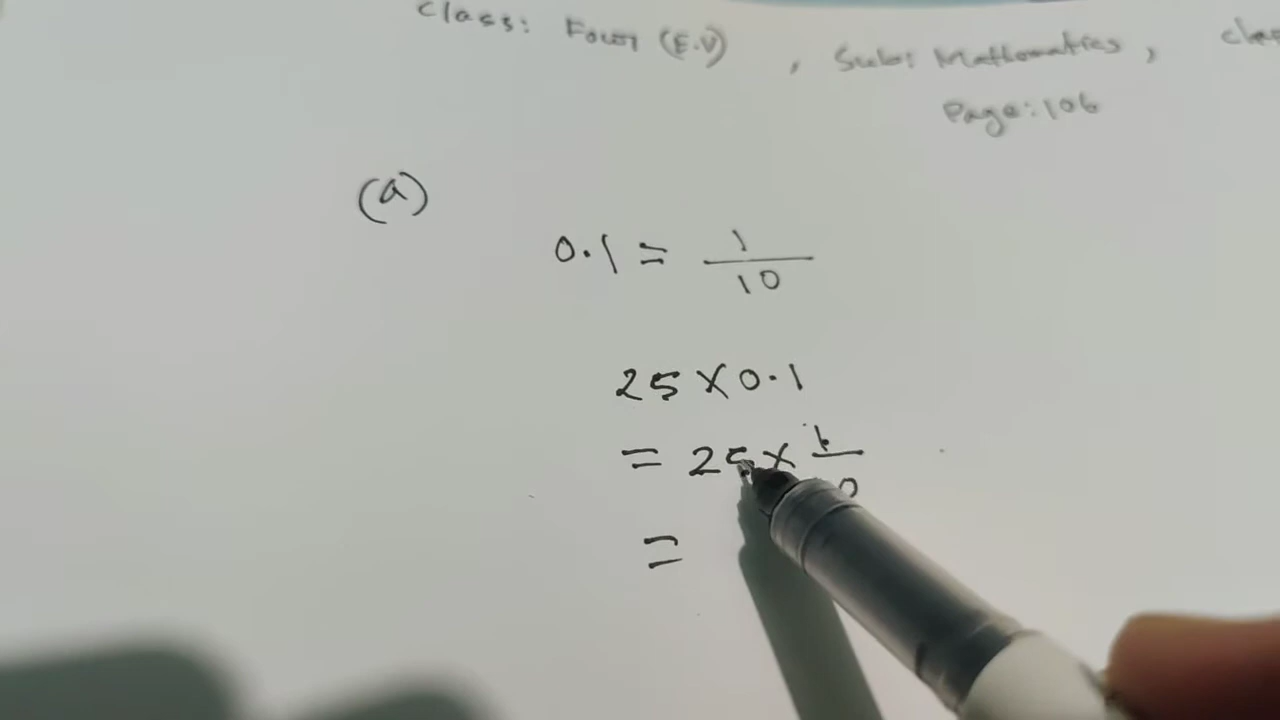 Class: Four (E.V) , Sub: Mathematics,
Page: 106
(a)
0.1 = 1/10
25 × 0.1
= 25 × 1/10
=